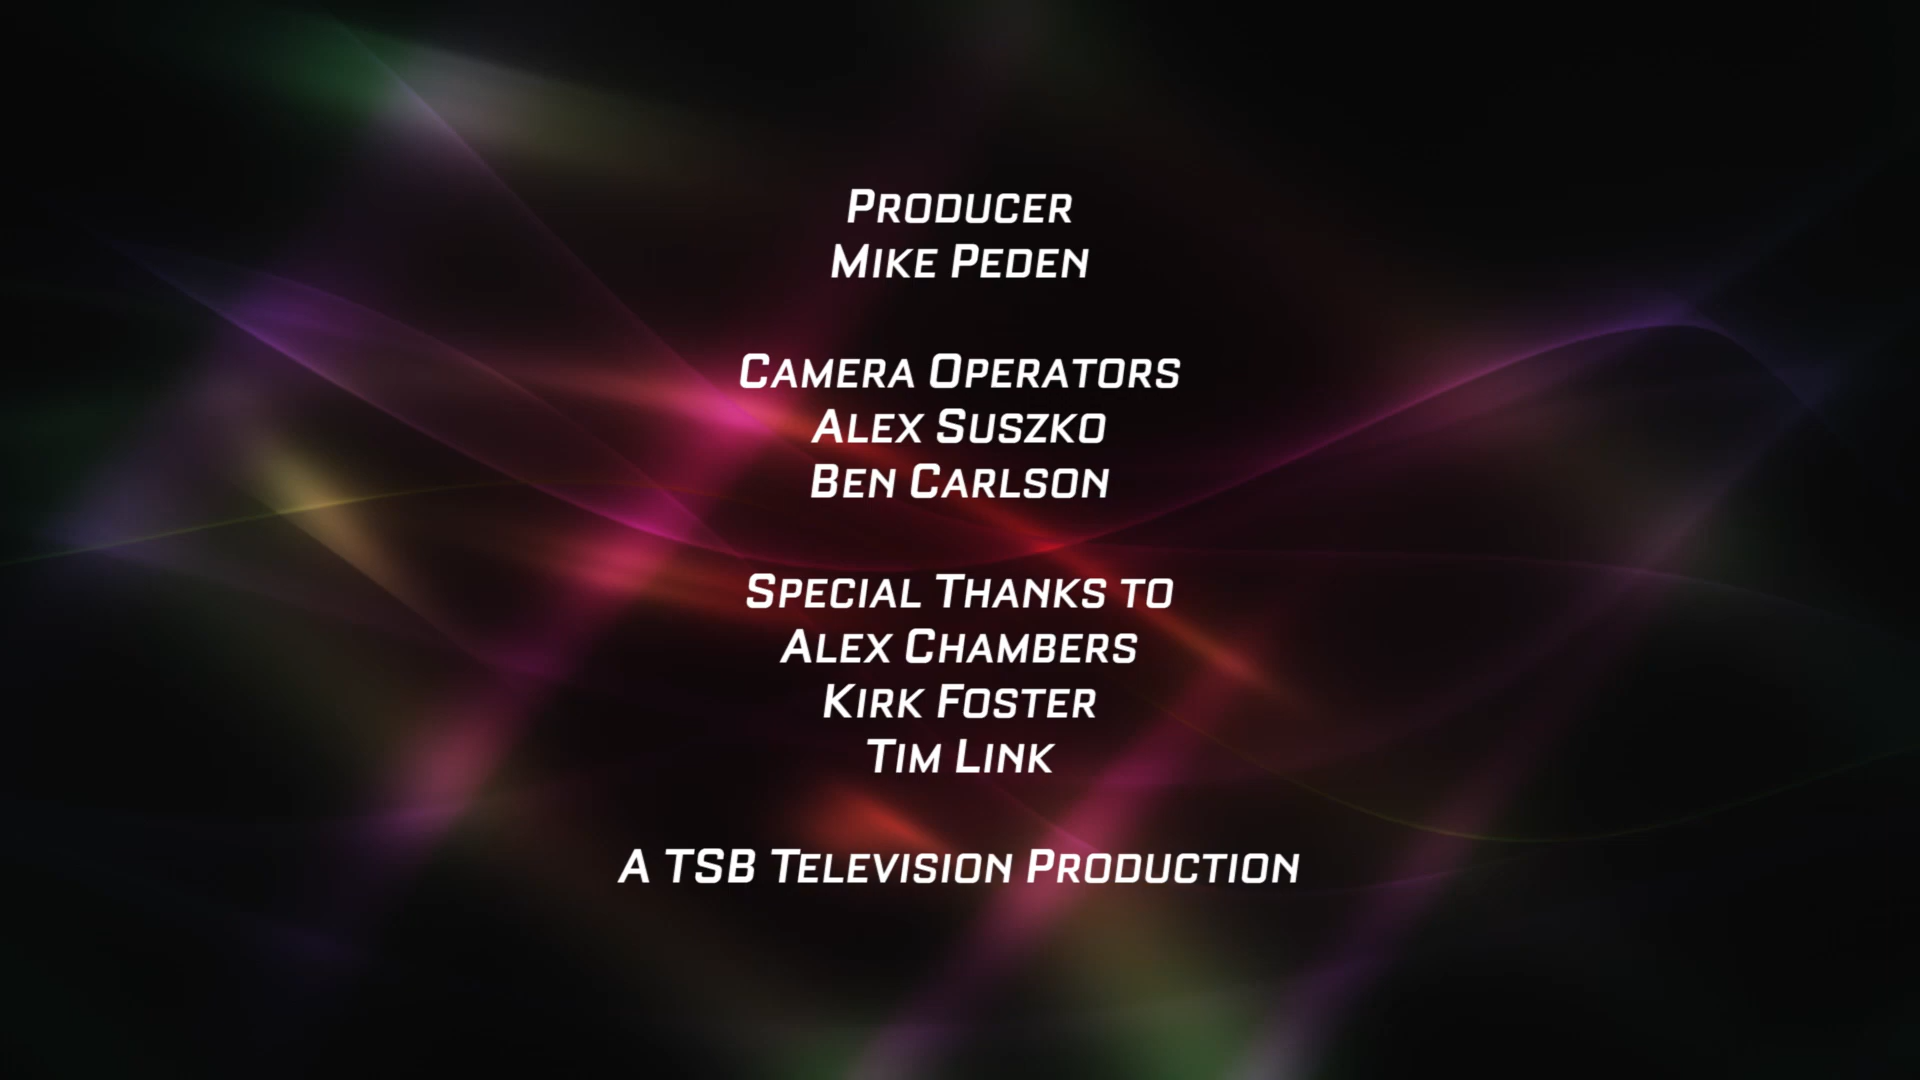 Producer
Mike Peden
Camera Operators
Alex Suszko
Ben Carlson
Special Thanks to
Alex Chambers
Kirk Foster
Tim Link
A TSB Television Production